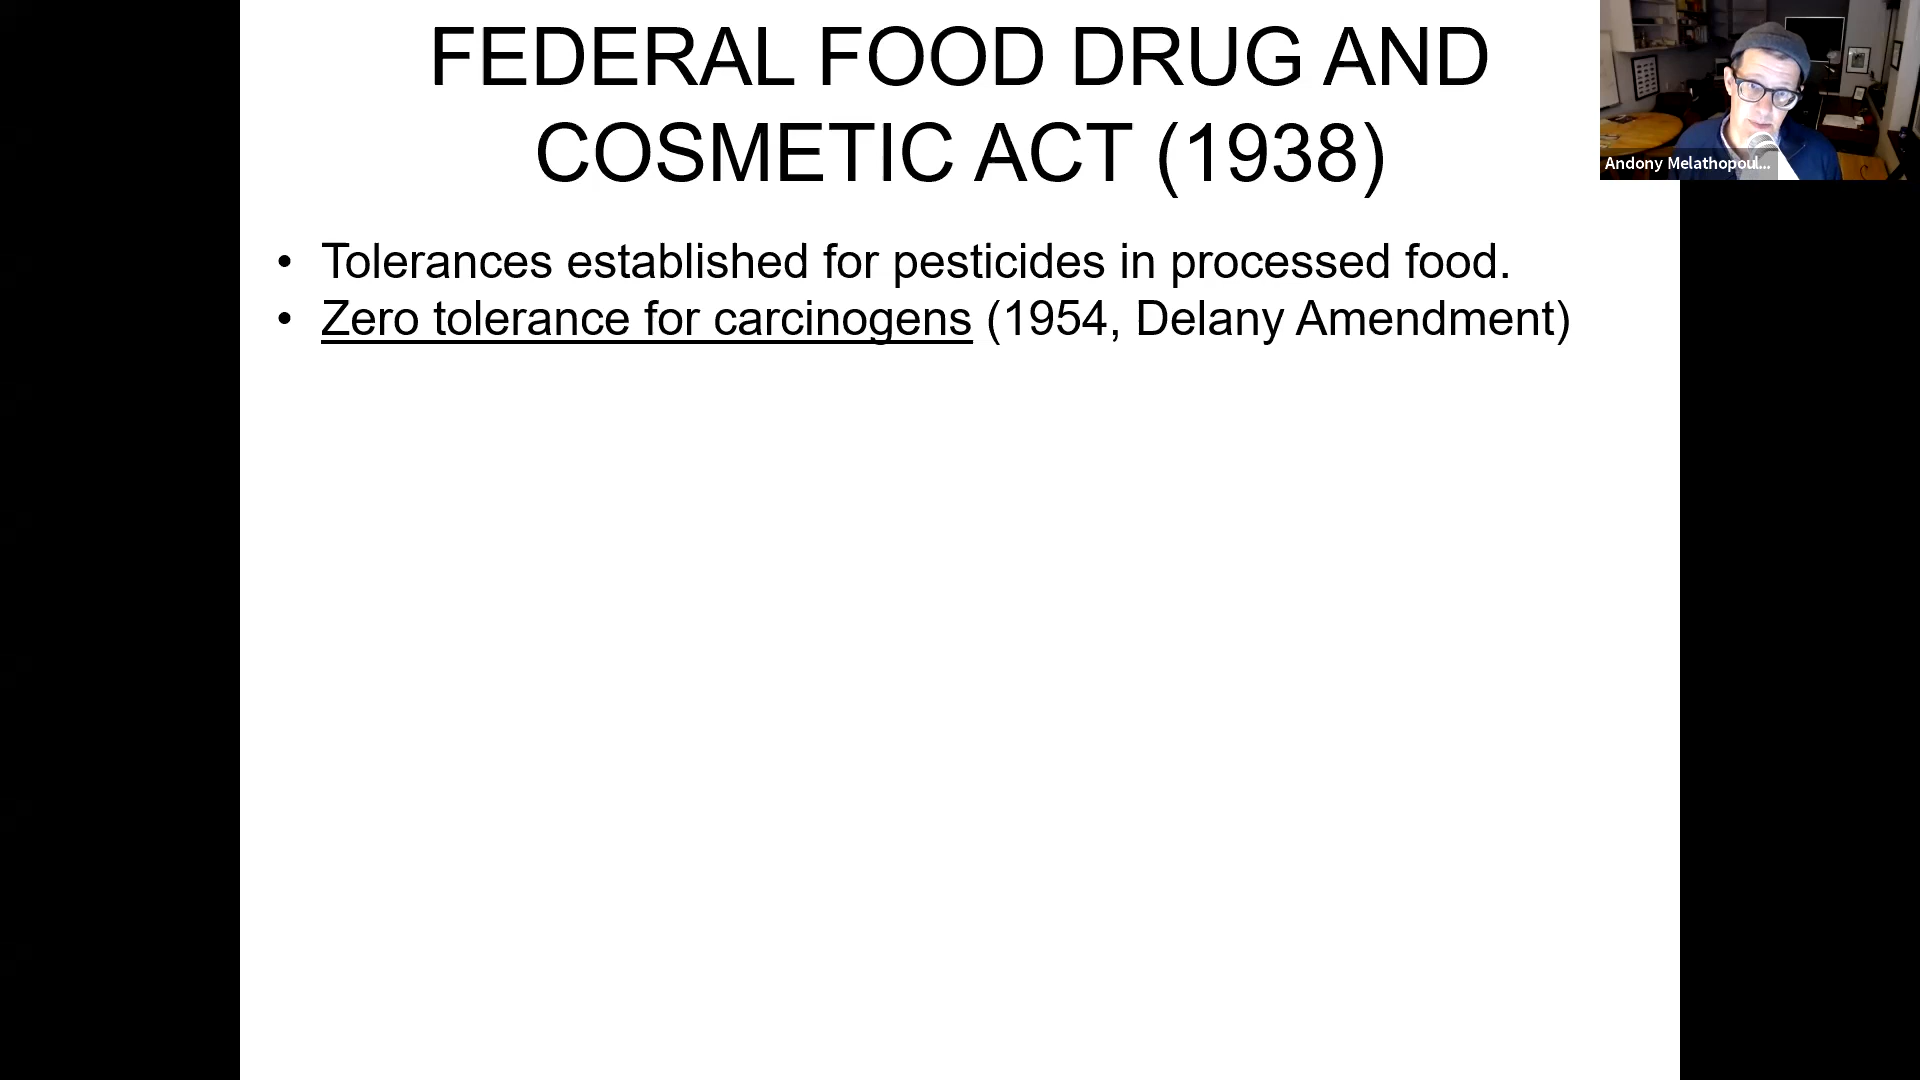 FEDERAL FOOD DRUG AND
COSMETIC ACT (1938)
• Tolerances established for pesticides in processed food.
• Zero tolerance for carcinogens (1954, Delany Amendment)
Andony Melathopoul...